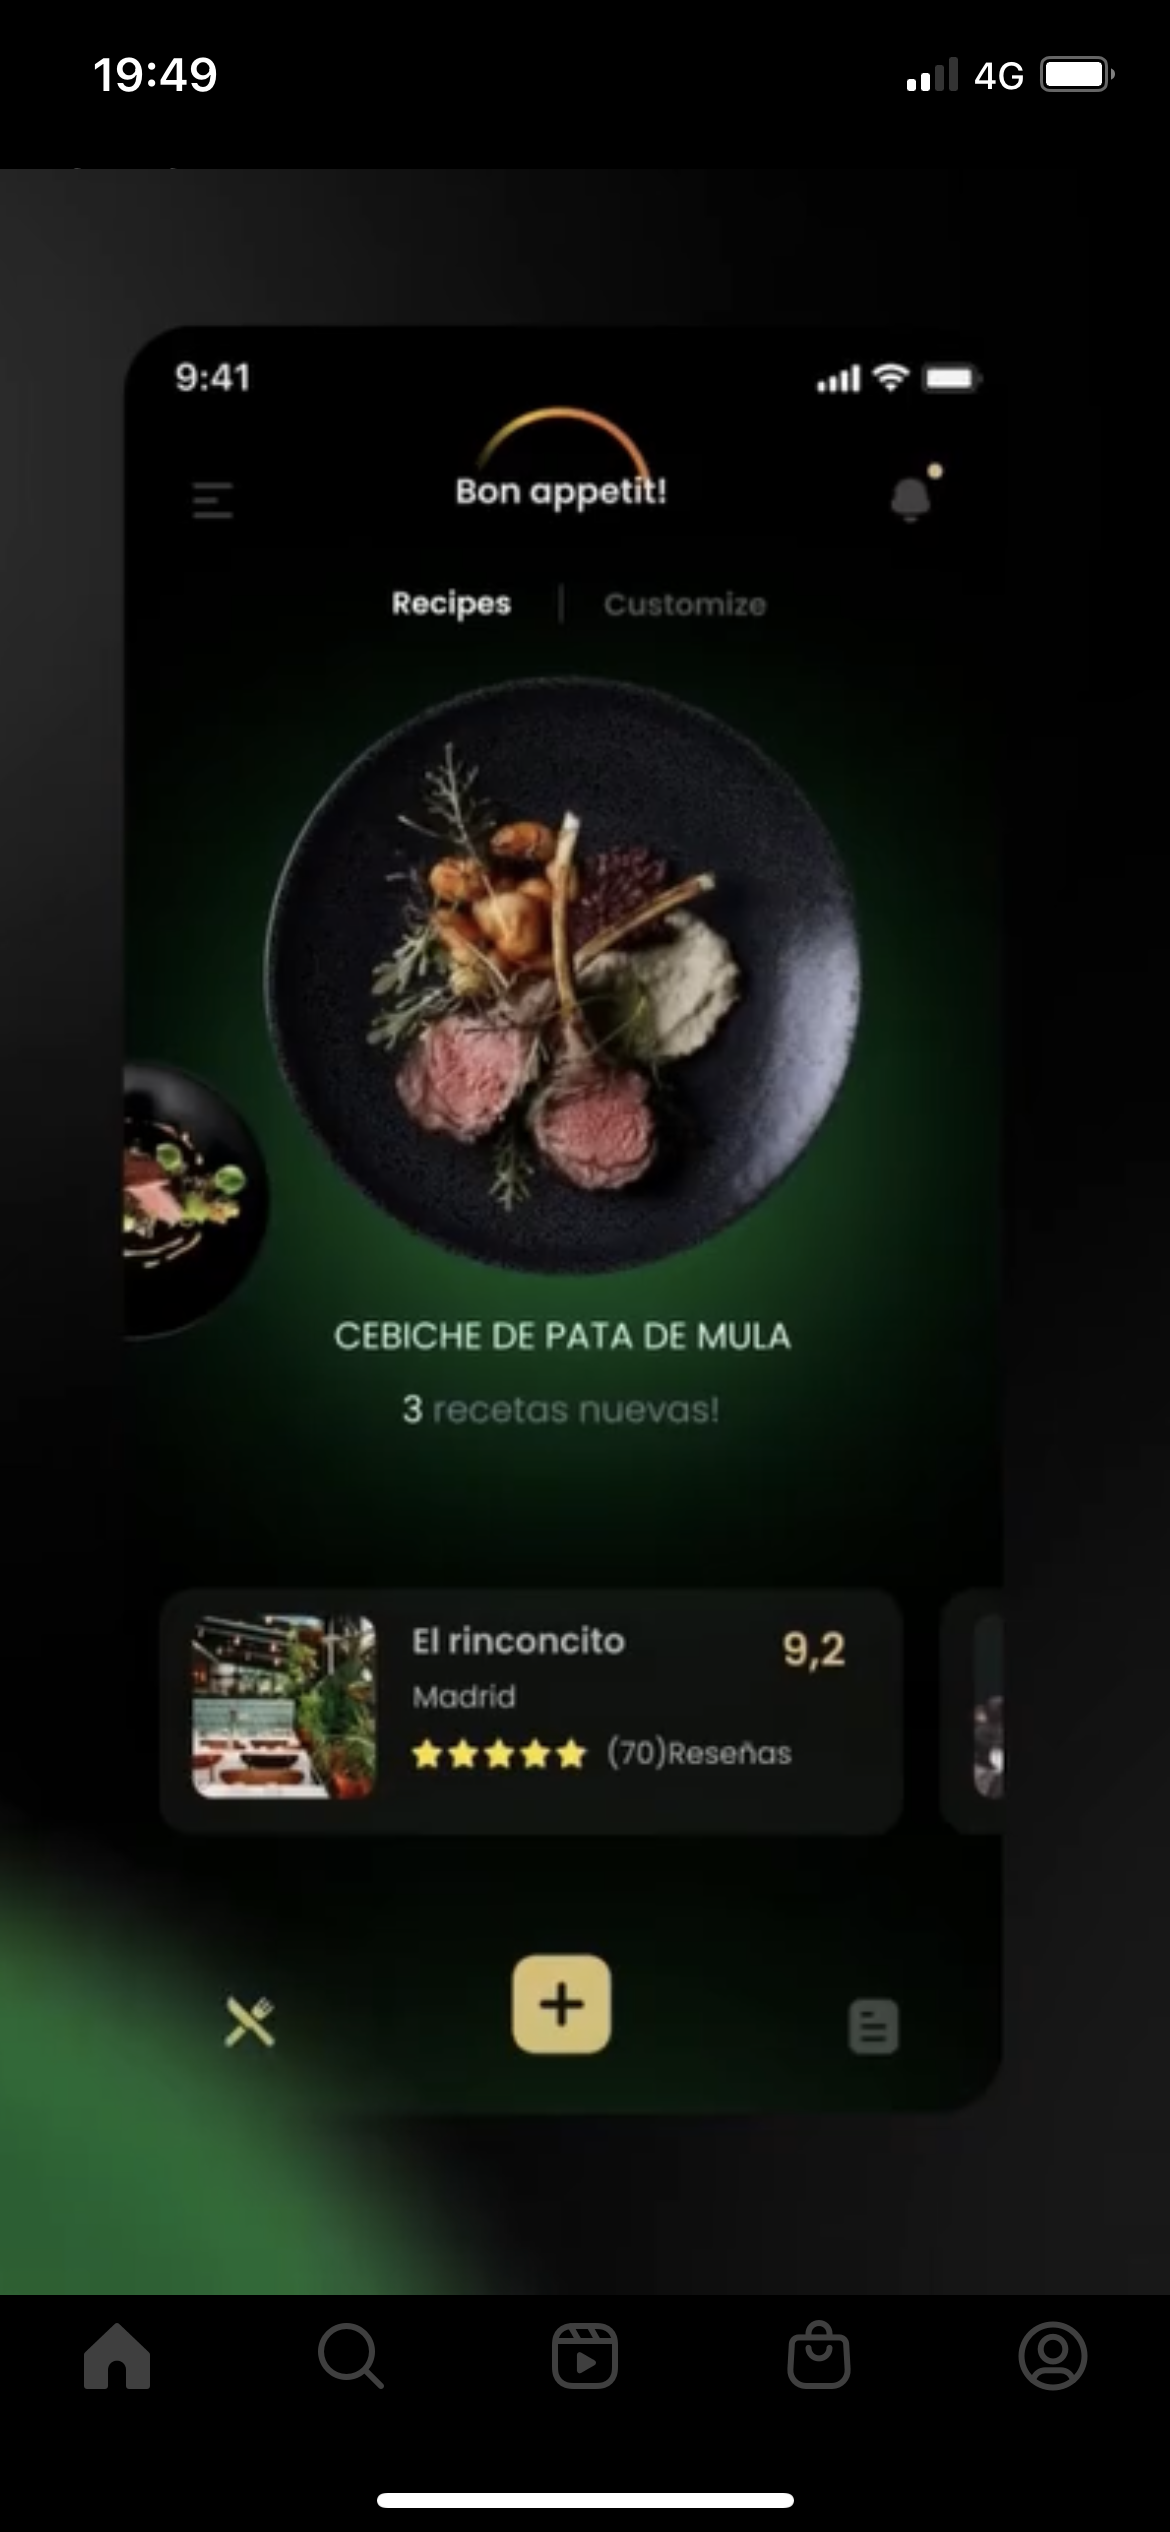 19:49
4G
9:41
Bon appetit!
Recipes | Customize
CEBICHE DE PATA DE MULA
3 recetas nuevas!
El rinconcito
9,2
Madrid
(70)Reseñas